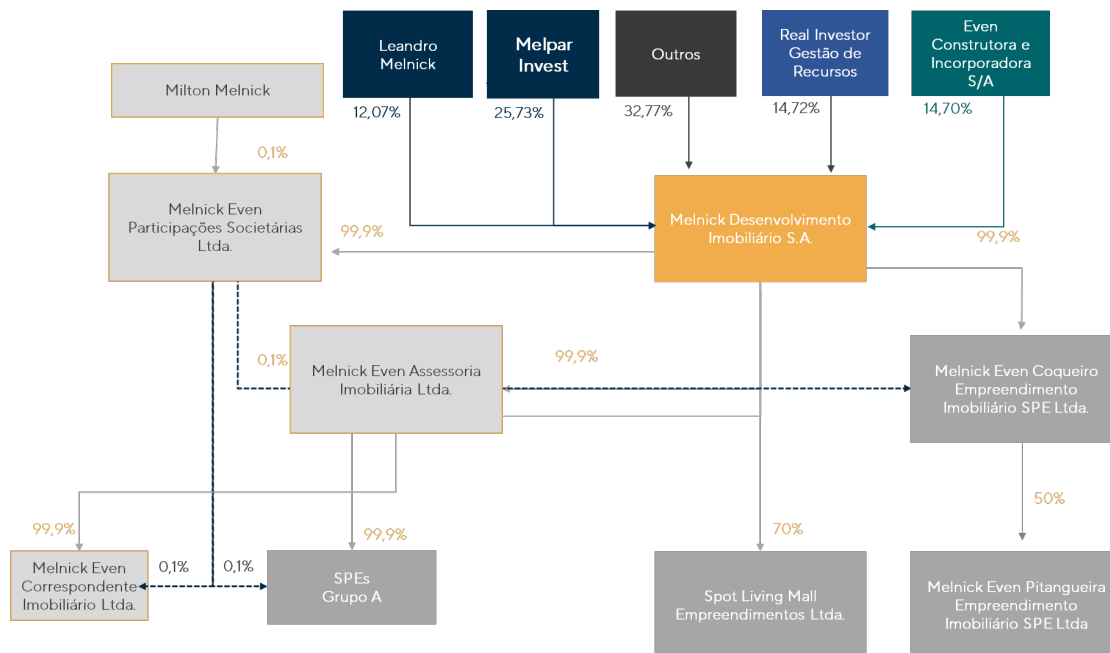 Leandro
Melnick
Melpar
Invest
Outros
Real Investor
Gestão de
Recursos
Even
Construtora e
Incorporadora
S/A
Milton Melnick
12,07%
25,73%
32,77%
14,72%
14,70%
0,1%
Melnick Even
Participações Societárias
Ltda.
99,9%
Melnick Desenvolvimento
Imobiliário S.A.
99,9%
0,1%
Melnick Even Assessoria
Imobiliária Ltda.
99,9%
Melnick Even Coqueiro
Empreendimento
Imobiliário SPE Ltda.
99,9%
99,9%
70%
50%
Melnick Even
Correspondente
Imobiliário Ltda.
0,1%
0,1%
SPEs
Grupo A
Spot Living Mall
Empreendimentos Ltda.
Melnick Even Pitangueira
Empreendimento
Imobiliário SPE Ltda